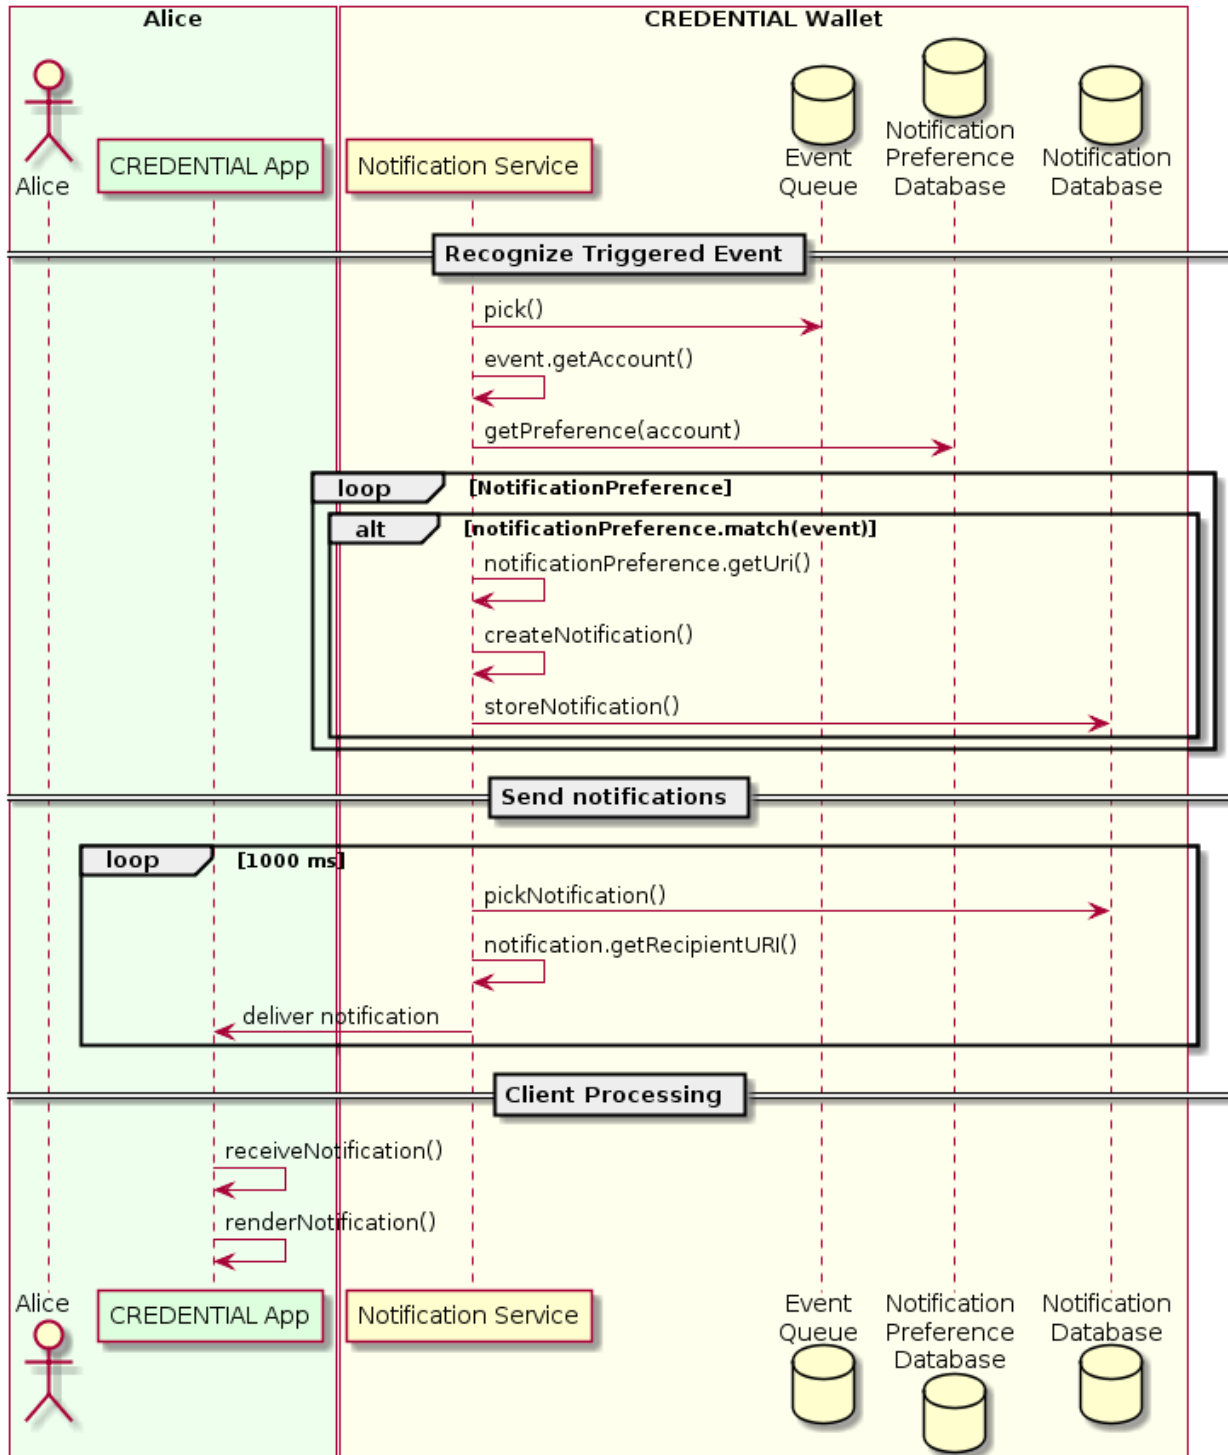 Alice
CREDENTIAL Wallet
Alice
CREDENTIAL App
Notification Service
Event
Queue
Notification
Preference
Database
Notification
Database
Recognize Triggered Event
pick()
event.getAccount()
getPreference(account)
loop
[NotificationPreference]
alt
[notificationPreference.match(event)]
notificationPreference.getUri()
createNotification()
storeNotification()
Send notifications
loop
[1000 ms]
pickNotification()
notification.getRecipientURI()
deliver notification
Client Processing
receiveNotification()
renderNotification()
Alice
CREDENTIAL App
Notification Service
Event
Queue
Notification
Preference
Database
Notification
Database